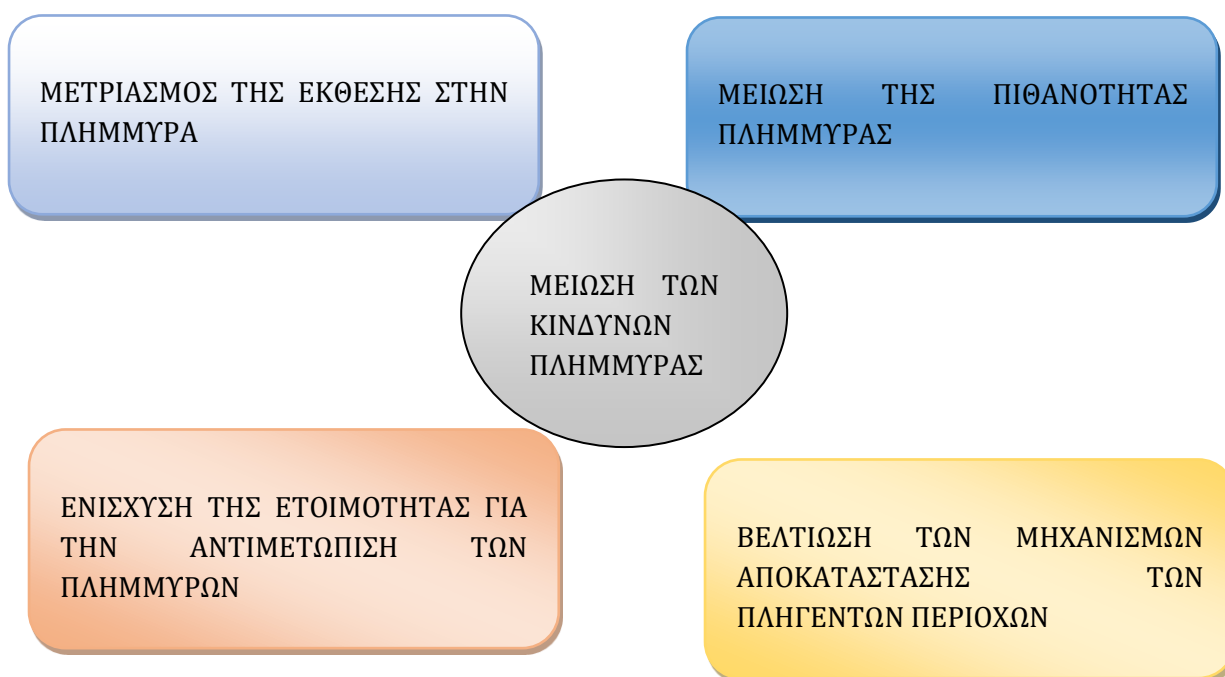 ΜΕΤΡΙΑΣΜΟΣ ΤΗΣ ΕΚΘΕΣΗΣ ΣΤΗΝ
ΠΛΗΜΜΥΡΑ
ΜΕΙΩΣΗ ΤΗΣ ΠΙΘΑΝΟΤΗΤΑΣ
ΠΛΗΜΜΥΡΑΣ
ΜΕΙΩΣΗ ΤΩΝ
ΚΙΝΔΥΝΩΝ
ΠΛΗΜΜΥΡΑΣ
ΕΝΙΣΧΥΣΗ ΤΗΣ ΕΤΟΙΜΟΤΗΤΑΣ ΓΙΑ
ΤΗΝ ΑΝΤΙΜΕΤΩΠΙΣΗ ΤΩΝ
ΠΛΗΜΜΥΡΩΝ
ΒΕΛΤΙΩΣΗ ΤΩΝ ΜΗΧΑΝΙΣΜΩΝ
ΑΠΟΚΑΤΑΣΤΑΣΗΣ ΤΩΝ
ΠΛΗΓΕΝΤΩΝ ΠΕΡΙΟΧΩΝ